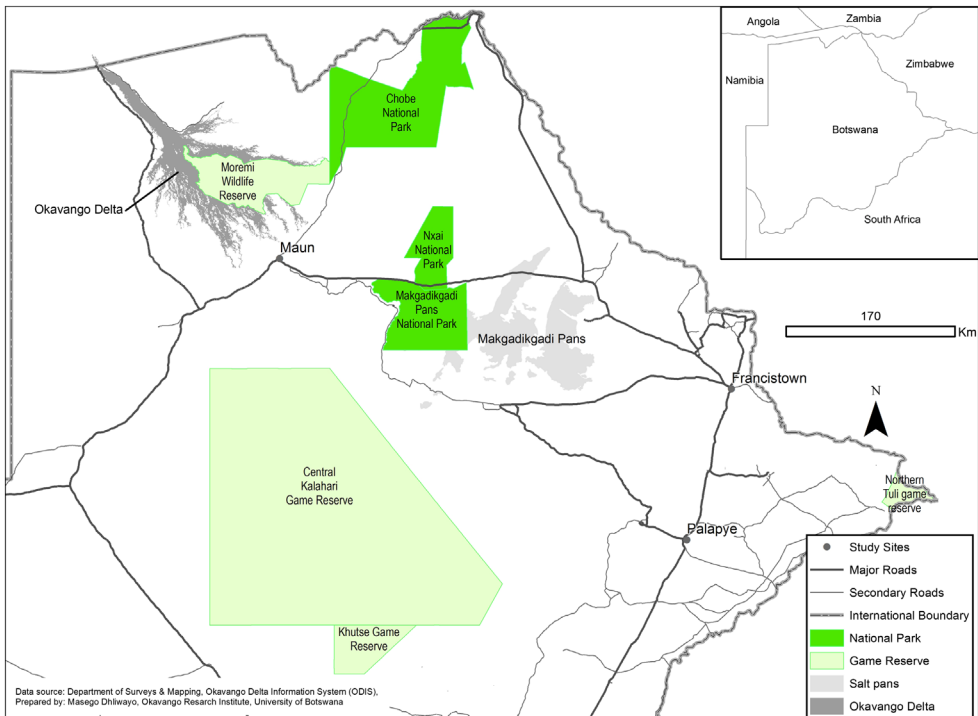 Angola
Zambia
Namibia
Zimbabwe
Botswana
South Africa
Chobe
National
Park
Moremi
Wildlife
Reserve
Okavango Delta
Maun
Nxai
National
Park
Makgadikgadi
Pans
National Park
Makgadikgadi Pans
170
Km
Francistown
N
Central
Kalahari
Game Reserve
Northern
Tuli game
reserve
Palapye
Khutse Game
Reserve
Study Sites
Major Roads
Secondary Roads
International Boundary
National Park
Game Reserve
Salt pans
Okavango Delta
Data source: Department of Surveys & Mapping, Okavango Delta Information System (ODIS),
Prepared by: Masego Dhliwayo, Okavango Resarch Institute, University of Botswana